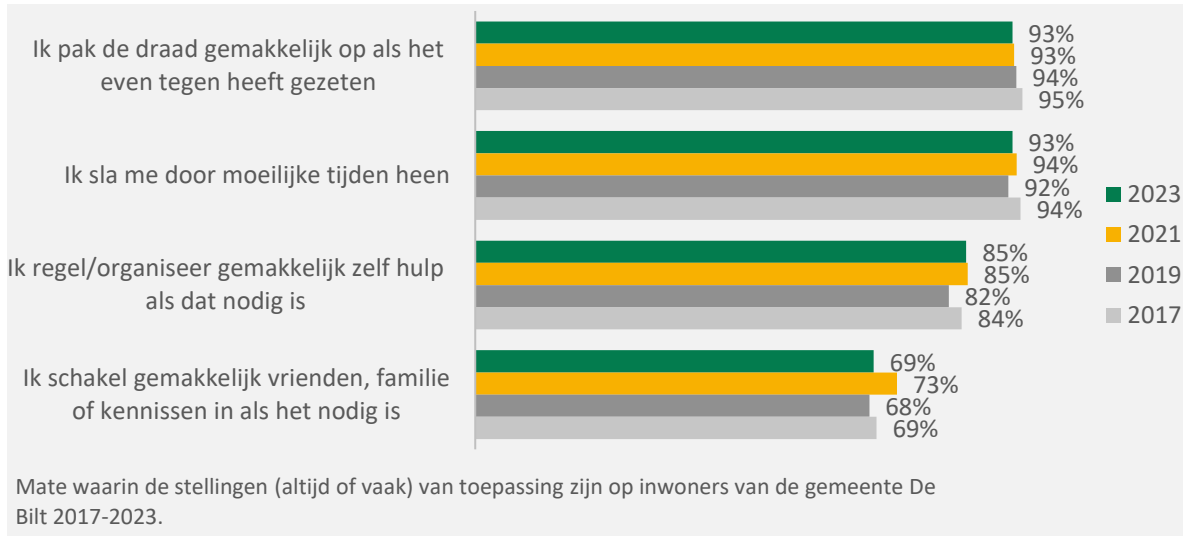 Ik pak de draad gemakkelijk op als het
even tegen heeft gezeten
93%
93%
94%
95%
Ik sla me door moeilijke tijden heen
93%
94%
92%
94%
Ik regel/organiseer gemakkelijk zelf hulp
als dat nodig is
85%
85%
82%
84%
Ik schakel gemakkelijk vrienden, familie
of kennissen in als het nodig is
69%
73%
68%
69%
2023
2021
2019
2017
Mate waarin de stellingen (altijd of vaak) van toepassing zijn op inwoners van de gemeente De
Bilt 2017-2023.